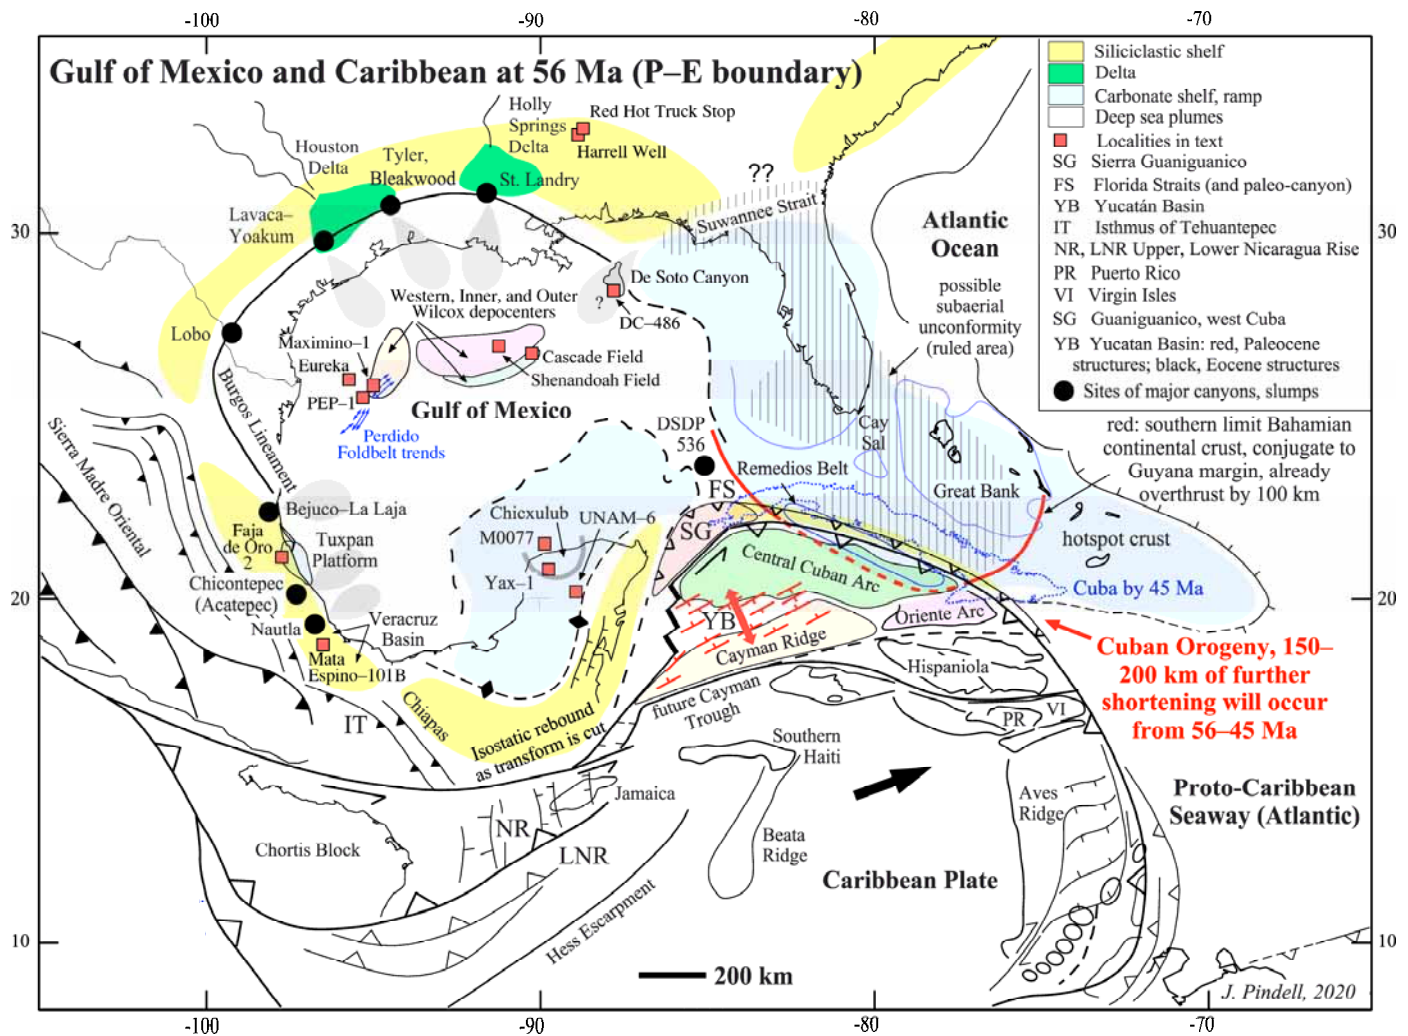 -100
-90
-80
-70
Gulf of Mexico and Caribbean at 56 Ma (P–E boundary)
Siliciclastic shelf
Delta
Carbonate shelf, ramp
Deep sea plumes
Localities in text
SG Sierra Guaniguanico
FS Florida Straits (and paleo-canyon)
YB Yucatán Basin
IT Isthmus of Tehuantepec
NR, LNR Upper, Lower Nicaragua Rise
PR Puerto Rico
VI Virgin Isles
SG Guaniguanico, west Cuba
YB Yucatan Basin: red, Paleocene
structures; black, Eocene structures
Sites of major canyons, slumps
red: southern limit Bahamian
continental crust, conjugate to
Guyana margin, already
overthrust by 100 km
Holly
Springs
Delta
Red Hot Truck Stop
Harrell Well
Houston
Delta
Tyler,
Bleakwood
St. Landry
Lavaca–
Yoakum
??
Suwannee Strait
Atlantic
Ocean
possible
subaerial
unconformity
(ruled area)
30
30
De Soto Canyon
?
DC–486
Western, Inner, and Outer
Wilcox depocenters
Lobo
Maximino–1
Eureka
PEP–1
Cascade Field
Shenandoah Field
Gulf of Mexico
Perdido
Foldbelt trends
Burgos Lineament
Sierra Madre Oriental
DSDP
536
Cay
Sal
Remedios Belt
FS
Great Bank
SG
hotspot crust
Cuba by 45 Ma
Bejuco–La Laja
Faja
de Oro
2
Tuxpan
Platform
Chicontepec
(Acatepec)
Nautla
Veracruz
Basin
Mata
Espino–101B
Chicxulub
M0077
UNAM–6
Yax–1
Central Cuban Arc
YB
Oriente Arc
Cayman Ridge
Hispaniola
20
20
Cuban Orogeny, 150–
200 km of further
shortening will occur
from 56–45 Ma
IT
Chiapas
Isostatic rebound
as transform is cut
future Cayman
Trough
PR
VI
Southern
Haiti
Jamaica
NR
LNR
Chortis Block
Beata
Ridge
Aves
Ridge
Proto-Caribbean
Seaway (Atlantic)
Caribbean Plate
Hess Escarpment
10
10
200 km
J. Pindell, 2020
-100
-90
-80
-70